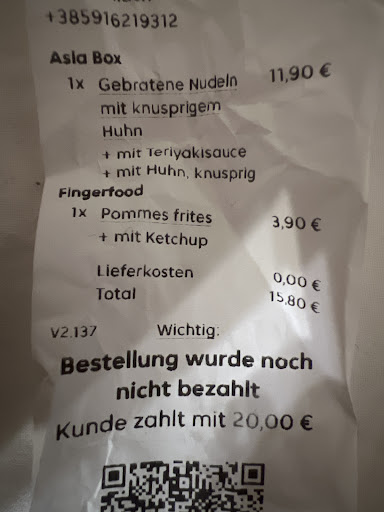 +385916219312
Asia Box
1x Gebratene Nudeln 11,90 €
mit knusprigem
Huhn
+ mit Teriyakisauce
+ mit Huhn, knusprig
Fingerfood
1x Pommes frites 3,90 €
+ mit Ketchup
Lieferkosten 0,00 €
Total 15,80 €
V2.137 Wichtig:
Bestellung wurde noch
nicht bezahlt
Kunde zahlt mit 20,00 €